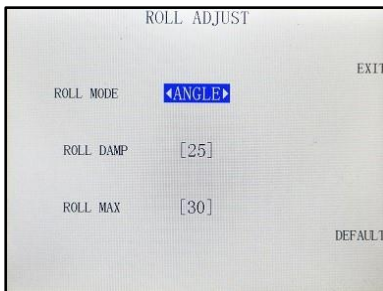 ROLL ADJUST
EXIT
ROLL MODE ◀ANGLE▶
ROLL DAMP [25]
ROLL MAX [30]
DEFAULT